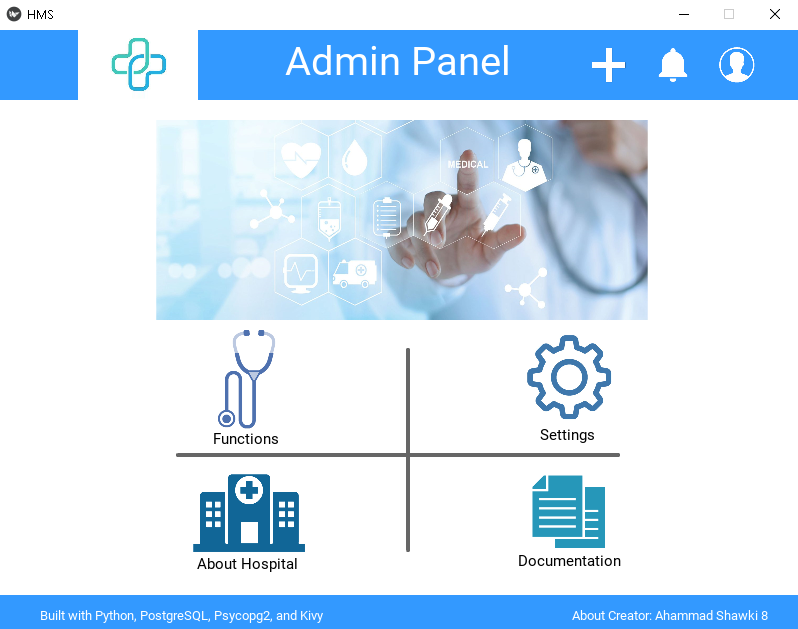 HMS
Admin Panel
MEDICAL
Functions
Settings
About Hospital
Documentation
Built with Python, PostgreSQL, Psycopg2, and Kivy
About Creator: Ahammad Shawki 8